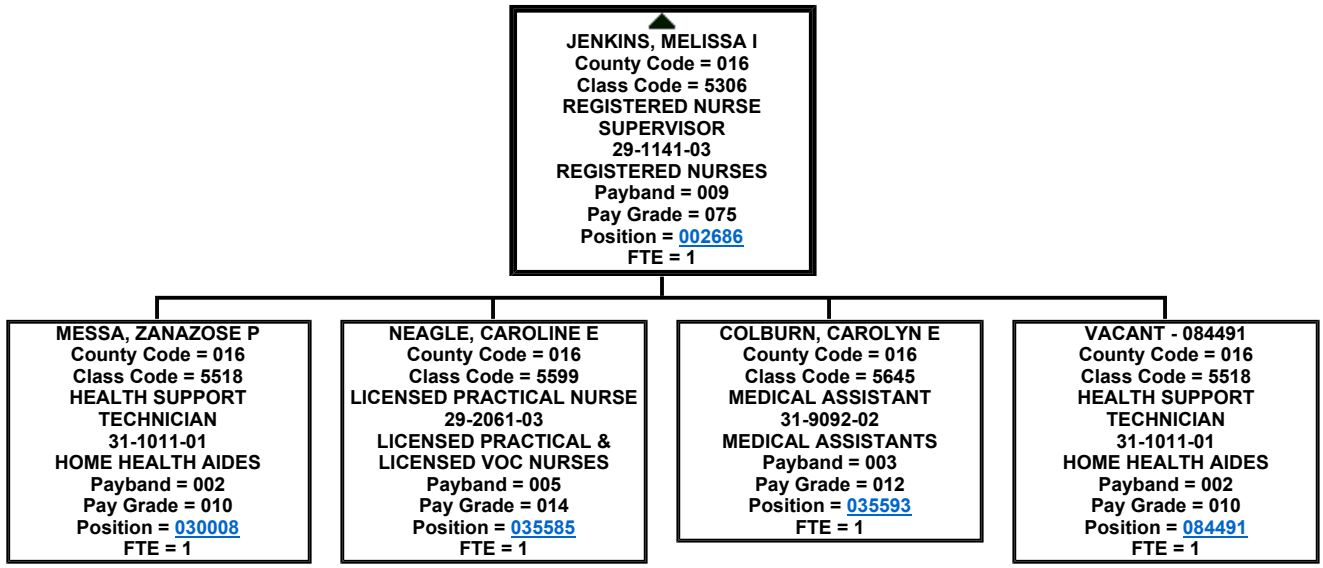 JENKINS, MELISSA I
County Code = 016
Class Code = 5306
REGISTERED NURSE
SUPERVISOR
29-1141-03
REGISTERED NURSES
Payband = 009
Pay Grade = 075
Position = 002686
FTE = 1
MESSA, ZANAZOSE P
County Code = 016
Class Code = 5518
HEALTH SUPPORT
TECHNICIAN
31-1011-01
HOME HEALTH AIDES
Payband = 002
Pay Grade = 010
Position = 030008
FTE = 1
NEAGLE, CAROLINE E
County Code = 016
Class Code = 5599
LICENSED PRACTICAL NURSE
29-2061-03
LICENSED PRACTICAL &
LICENSED VOC NURSES
Payband = 005
Pay Grade = 014
Position = 035585
FTE = 1
COLBURN, CAROLYN E
County Code = 016
Class Code = 5645
MEDICAL ASSISTANT
31-9092-02
MEDICAL ASSISTANTS
Payband = 003
Pay Grade = 012
Position = 035593
FTE = 1
VACANT - 084491
County Code = 016
Class Code = 5518
HEALTH SUPPORT
TECHNICIAN
31-1011-01
HOME HEALTH AIDES
Payband = 002
Pay Grade = 010
Position = 084491
FTE = 1